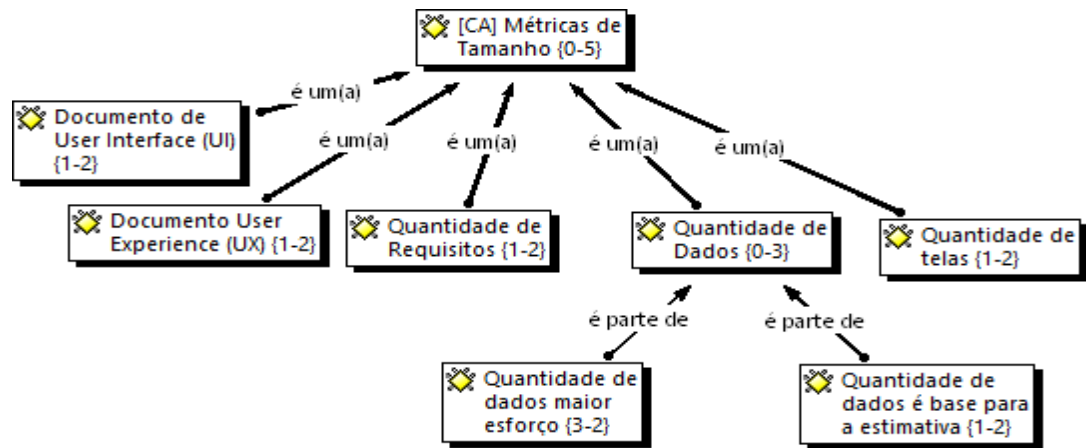 [CA] Métricas de
Tamanho {0-5}
é um(a)
Documento de
User Interface (UI)
{1-2}
é um(a)
é um(a)
é um(a)
é um(a)
Documento User
Experience (UX) {1-2}
Quantidade de
Requisitos {1-2}
Quantidade de
Dados {0-3}
Quantidade de
telas {1-2}
é parte de
é parte de
Quantidade de
dados maior
esforço {3-2}
Quantidade de
dados é base para
a estimativa {1-2}